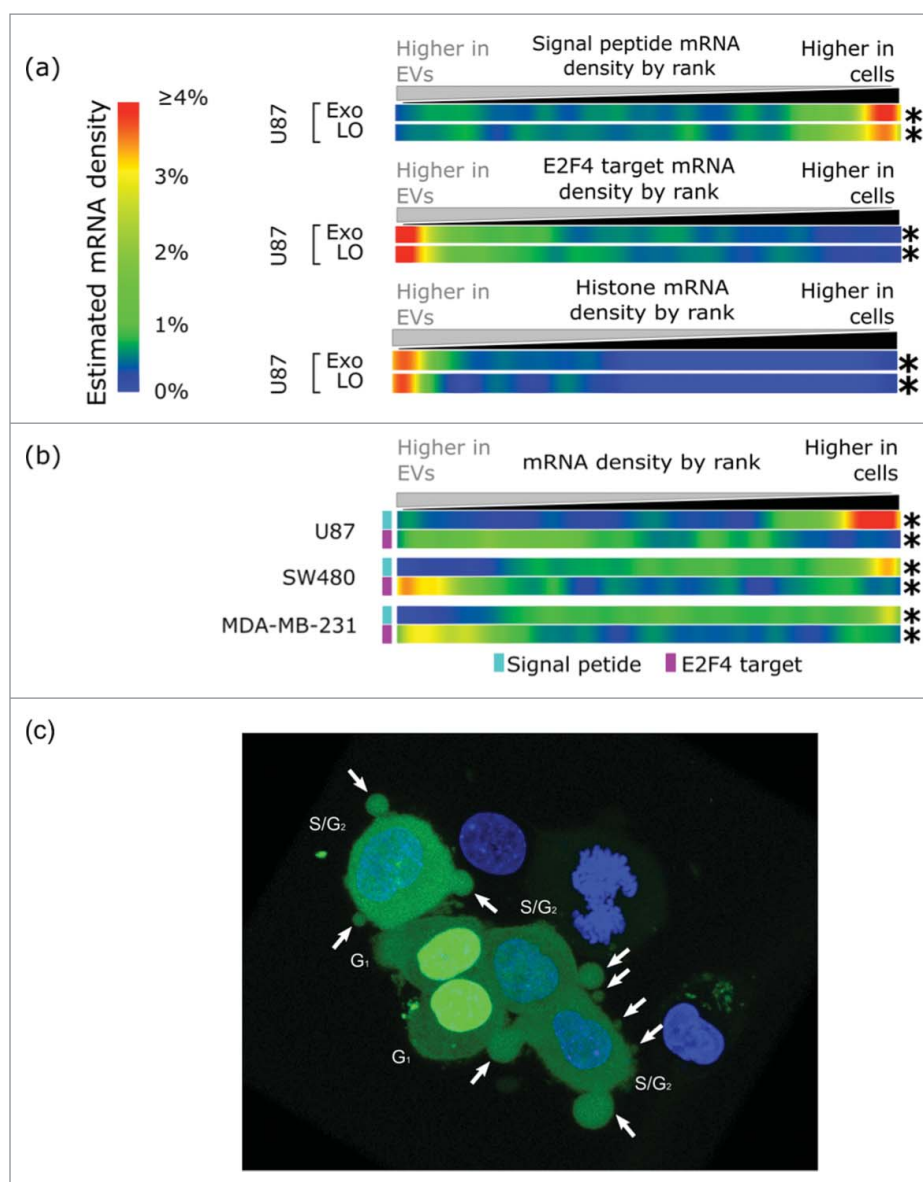 (a)
Higher in
EVs
Signal peptide mRNA
density by rank
Higher in
cells
Estimated mRNA density
≥4%
3%
2%
1%
0%
U87
Exo
LO
*
*
Higher in
EVs
E2F4 target mRNA
density by rank
Higher in
cells
U87
Exo
LO
*
*
Higher in
EVs
Histone mRNA
density by rank
Higher in
cells
U87
Exo
LO
*
*
(b)
Higher in
EVs
mRNA density by rank
Higher in
cells
U87
*
*
SW480
*
*
MDA-MB-231
*
*
Signal petide
E2F4 target
(c)
S/G₂
S/G₂
G₁
G₁
S/G₂